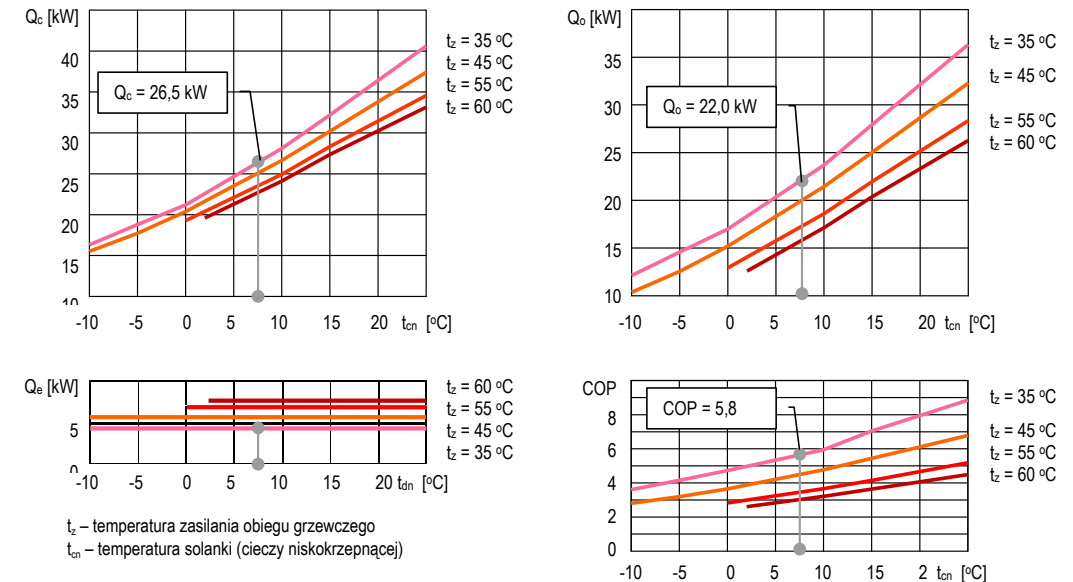 Qc [kW]
40
35
30
25
20
15
10
Qc = 26,5 kW
tz = 35 ºC
tz = 45 ºC
tz = 55 ºC
tz = 60 ºC
-10 -5 0 5 10 15 20 tcn [ºC]
Qo [kW]
35
30
25
20
15
10
Qo = 22,0 kW
tz = 35 ºC
tz = 45 ºC
tz = 55 ºC
tz = 60 ºC
-10 -5 0 5 10 15 20 tcn [ºC]
Qe [kW]
5
0
tz = 60 ºC
tz = 55 ºC
tz = 45 ºC
tz = 35 ºC
-10 -5 0 5 10 15 20 tdn [ºC]
tz – temperatura zasilania obiegu grzewczego
tcn – temperatura solanki (cieczy niskokrzepnącej)
COP
8
6
4
2
0
COP = 5,8
tz = 35 ºC
tz = 45 ºC
tz = 55 ºC
tz = 60 ºC
-10 -5 0 5 10 15 2 tcn [ºC]